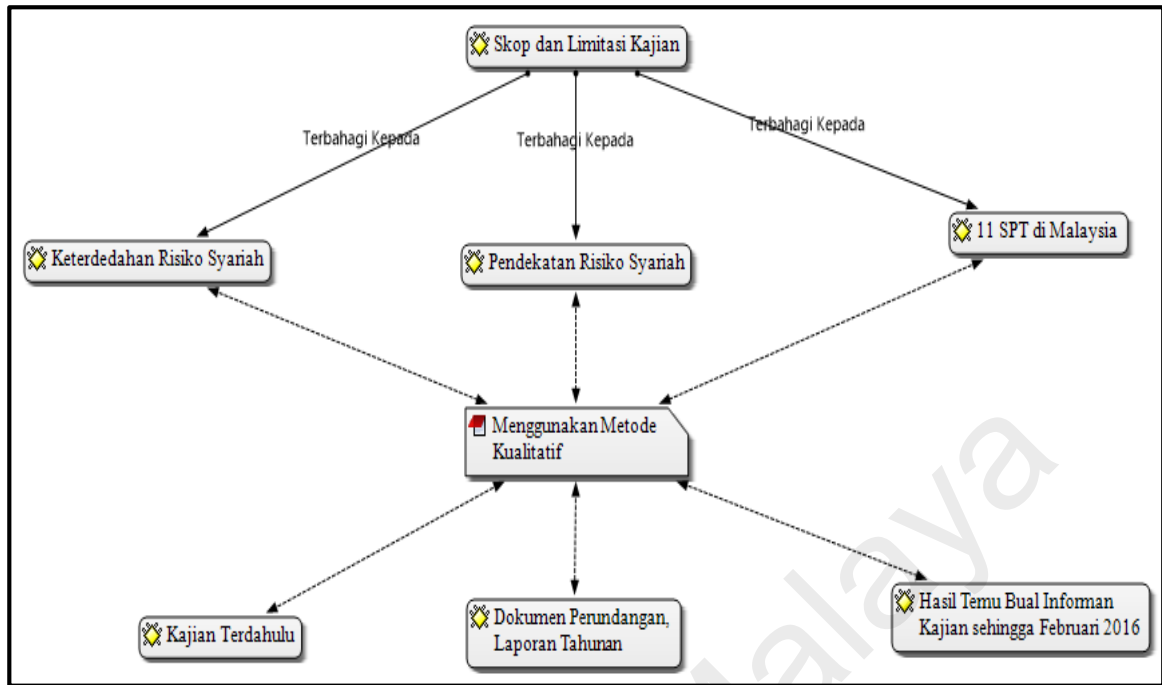 Skop dan Limitasi Kajian
Terbahagi Kepada
Terbahagi Kepada
Terbahagi Kepada
Keterdedahan Risiko Syariah
Pendekatan Risiko Syariah
11 SPT di Malaysia
Menggunakan Metode
Kualitatif
Kajian Terdahulu
Dokumen Perundangan,
Laporan Tahunan
Hasil Temu Bual Informan
Kajian sehingga Februari 2016
Malaya